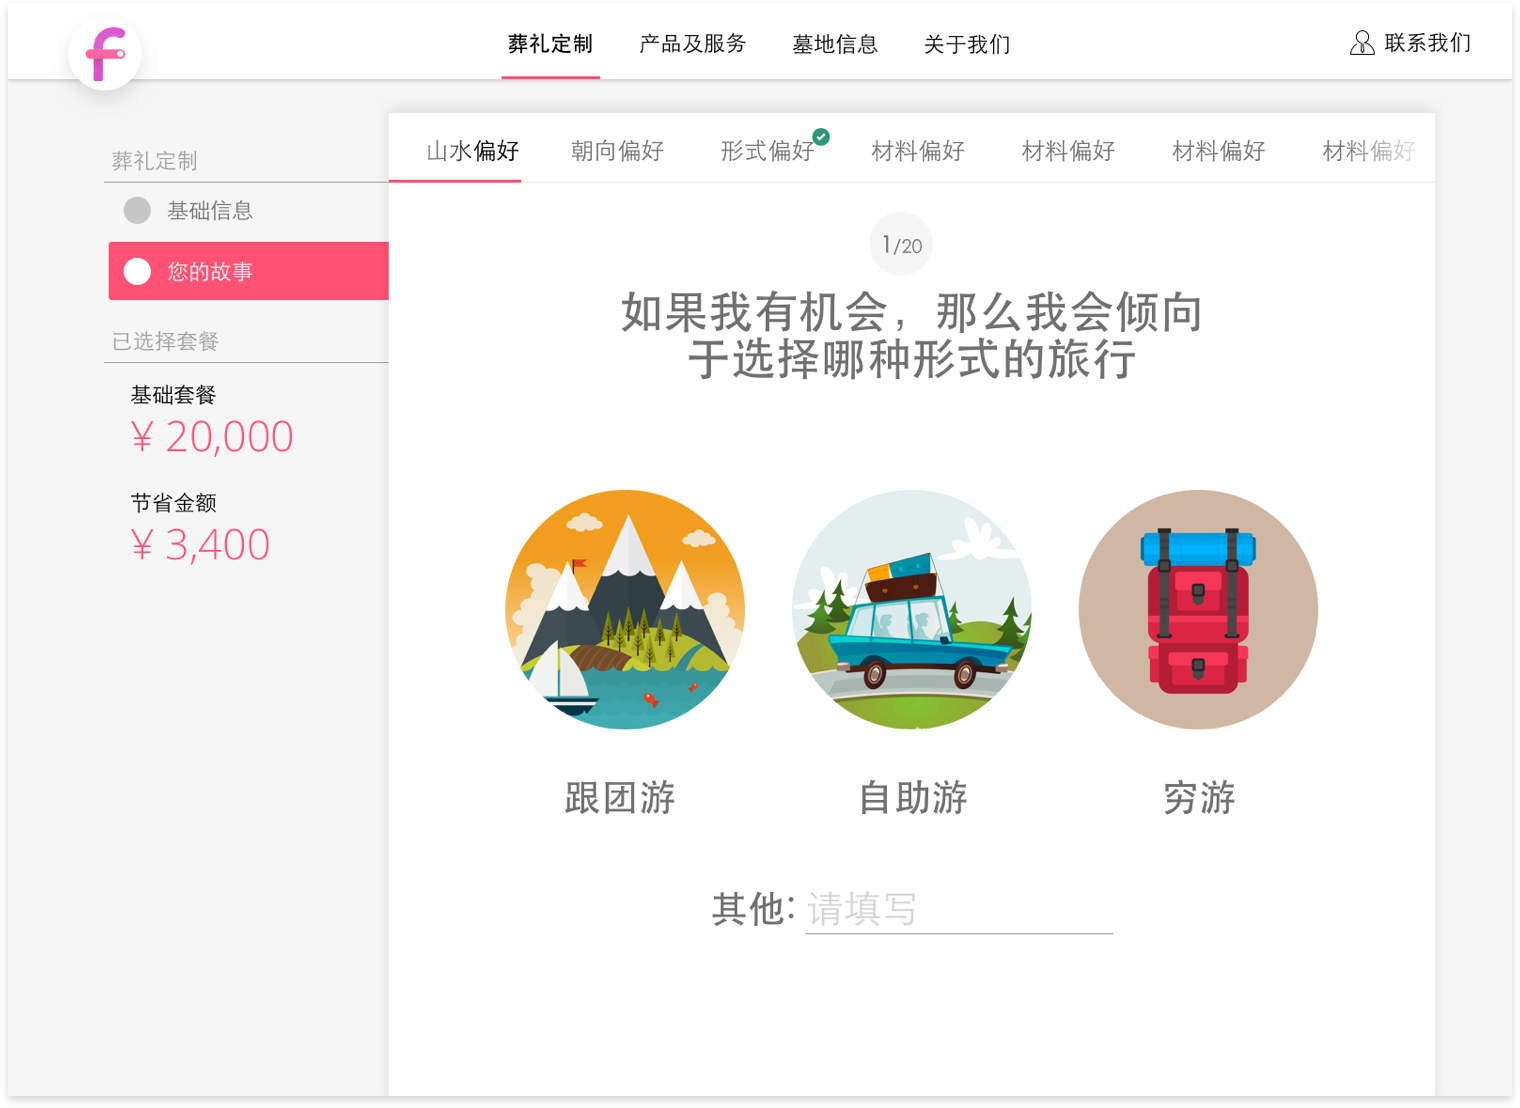 葬礼定制 产品及服务 墓地信息 关于我们 联系我们
葬礼定制
基础信息
您的故事
已选择套餐
基础套餐
¥ 20,000
节省金额
¥ 3,400
山水偏好 朝向偏好 形式偏好 材料偏好 材料偏好 材料偏好 材料偏好
1/20
如果我有机会，那么我会倾向
于选择哪种形式的旅行
跟团游 自助游 穷游
其他: 请填写